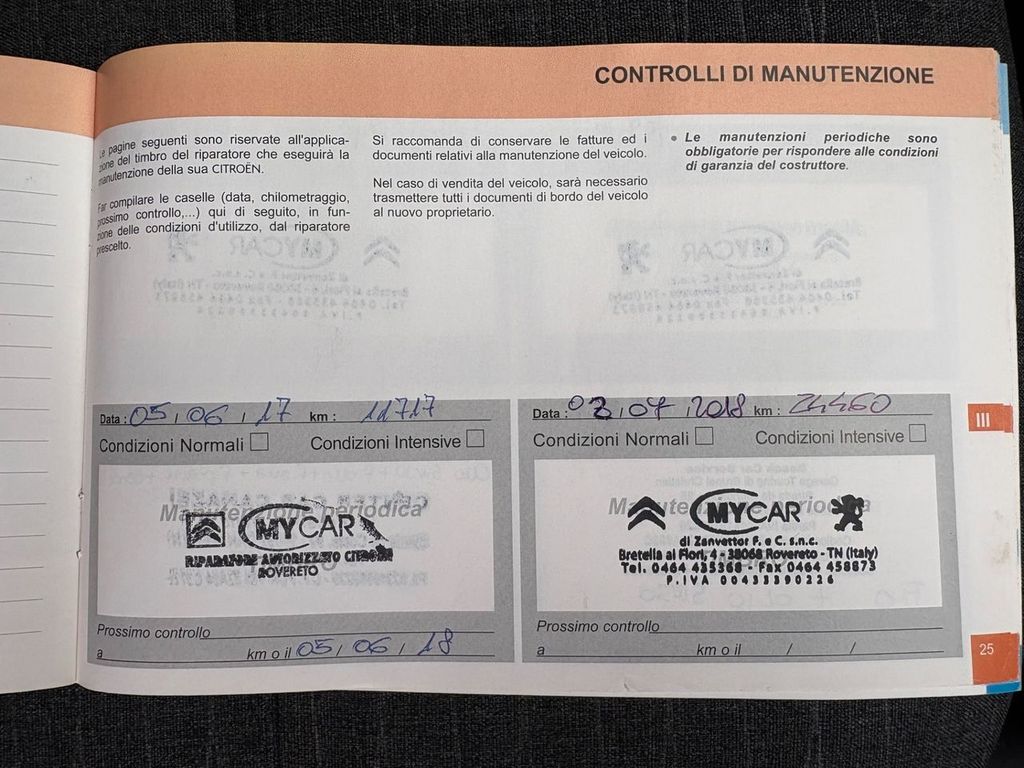 CONTROLLI DI MANUTENZIONE
Le pagine seguenti sono riservate all'applica-
zione del timbro del riparatore che eseguirà la
manutenzione della sua CITROËN.
Far compilare le caselle (data, chilometraggio,
prossimo controllo,...) qui di seguito, in fun-
zione delle condizioni d'utilizzo, dal riparatore
prescelto.
Si raccomanda di conservare le fatture ed i
documenti relativi alla manutenzione del veicolo.
Nel caso di vendita del veicolo, sarà necessario
trasmettere tutti i documenti di bordo del veicolo
al nuovo proprietario.
• Le manutenzioni periodiche sono
obbligatorie per rispondere alle condizioni
di garanzia del costruttore.
Data : 05 / 06 / 17 km : 11717
Condizioni Normali Condizioni Intensive
Manutenzione periodica
MYCAR
RIPARATORE AUTORIZZATO CITROËN
ROVERETO
Prossimo controllo
a km o il 05 / 06 / 18
Data : 03 / 07 / 2018 km : 24460
Condizioni Normali Condizioni Intensive
Manutenzione periodica
MYCAR
di Zanvettor F. e C. s.n.c.
Bretella ai Fiori, 4 - 38068 Rovereto - TN (Italy)
Tel. 0464 435368 - Fax 0464 458873
P.IVA 00433390226
Prossimo controllo
a km o il / /
III
25